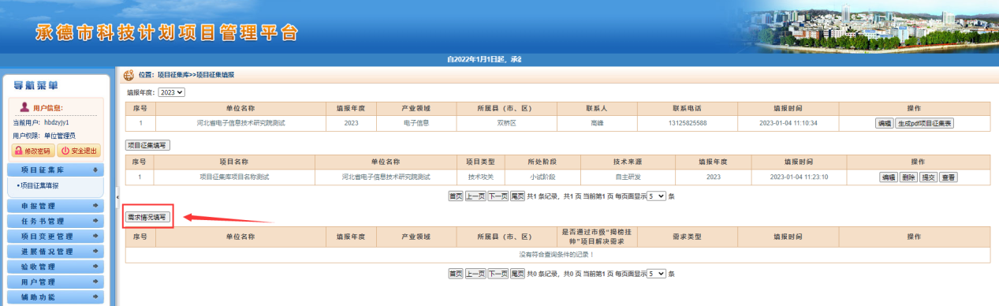 承德市科技计划项目管理平台
自2022年1月1日起，承
导航菜单
用户信息：
当前用户：hbdzyjy1
用户权限：单位管理员
修改密码 安全退出
项目征集库
•项目征集填报
申报管理
任务书管理
项目变更管理
进展情况管理
验收管理
用户管理
辅助功能
位置：项目征集库>>项目征集填报
填报年度：2023
序号 单位名称 填报年度 产业领域 所属县（市、区） 联系人 联系电话 填报时间 操作
1 河北省电子信息技术研究院测试 2023 电子信息 双桥区 高峰 13125825588 2023-01-04 11:10:34 编辑 生成pdf项目征集表
项目征集填写
序号 项目名称 单位名称 项目类型 所处阶段 技术来源 填报年度 填报时间 操作
1 项目征集库项目名称测试 河北省电子信息技术研究院测试 技术攻关 小试阶段 自主研发 2023 2023-01-04 11:23:10 编辑 删除 提交 查看
首页 上一页 下一页 尾页 共1 条记录，共1 页 当前第1 页 每页面显示 5 条
需求情况填写
序号 单位名称 填报年度 产业领域 所属县（市、区） 是否通过市级“揭榜挂帅”项目解决需求 需求类型 填报时间 操作
没有符合查询条件的记录！
首页 上一页 下一页 尾页 共0 条记录，共0 页 当前第1 页 每页面显示 5 条